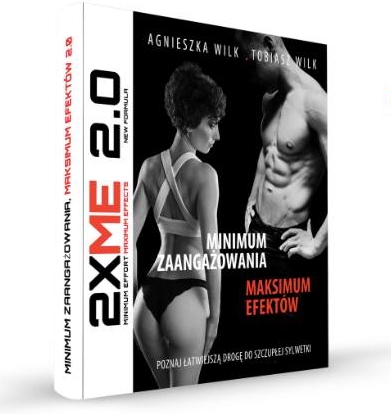 MINIMUM ZAANGAŻOWANIA, MAKSIMUM EFEKTÓW 2.0
2XME 2.0
MINIMUM EFFORT MAXIMUM EFFECTS
NEW FORMULA
AGNIESZKA WILK . TOBIASZ WILK
MINIMUM
ZAANGAŻOWANIA
MAKSIMUM
EFEKTÓW
POZNAJ ŁATWIEJSZĄ DROGĘ DO SZCZUPŁEJ SYLWETKI